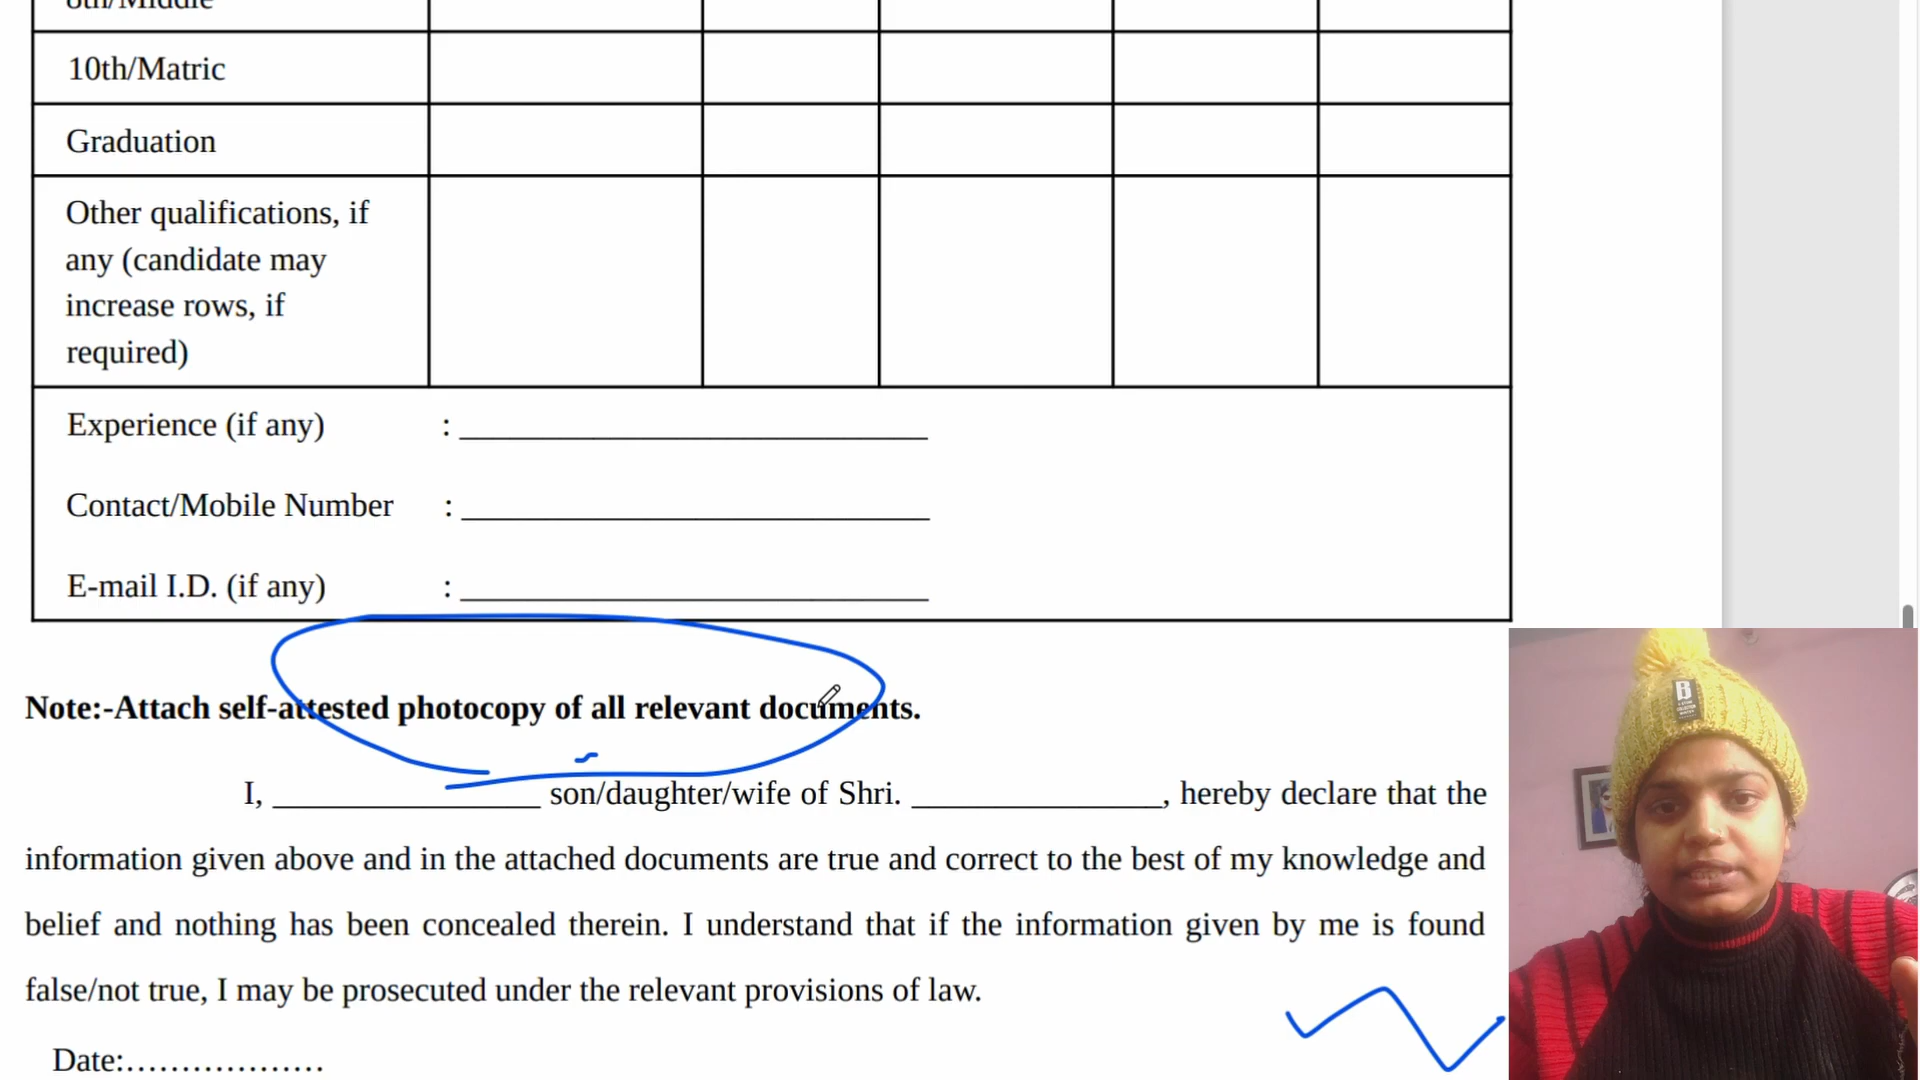 8th/Middle
10th/Matric
Graduation
Other qualifications, if
any (candidate may
increase rows, if
required)
Experience (if any) : ____________________________
Contact/Mobile Number : ____________________________
E-mail I.D. (if any) : ____________________________
Note:-Attach self-attested photocopy of all relevant documents.
I, ________________ son/daughter/wife of Shri. _______________, hereby declare that the
information given above and in the attached documents are true and correct to the best of my knowledge and
belief and nothing has been concealed therein. I understand that if the information given by me is found
false/not true, I may be prosecuted under the relevant provisions of law.
Date:..................
B